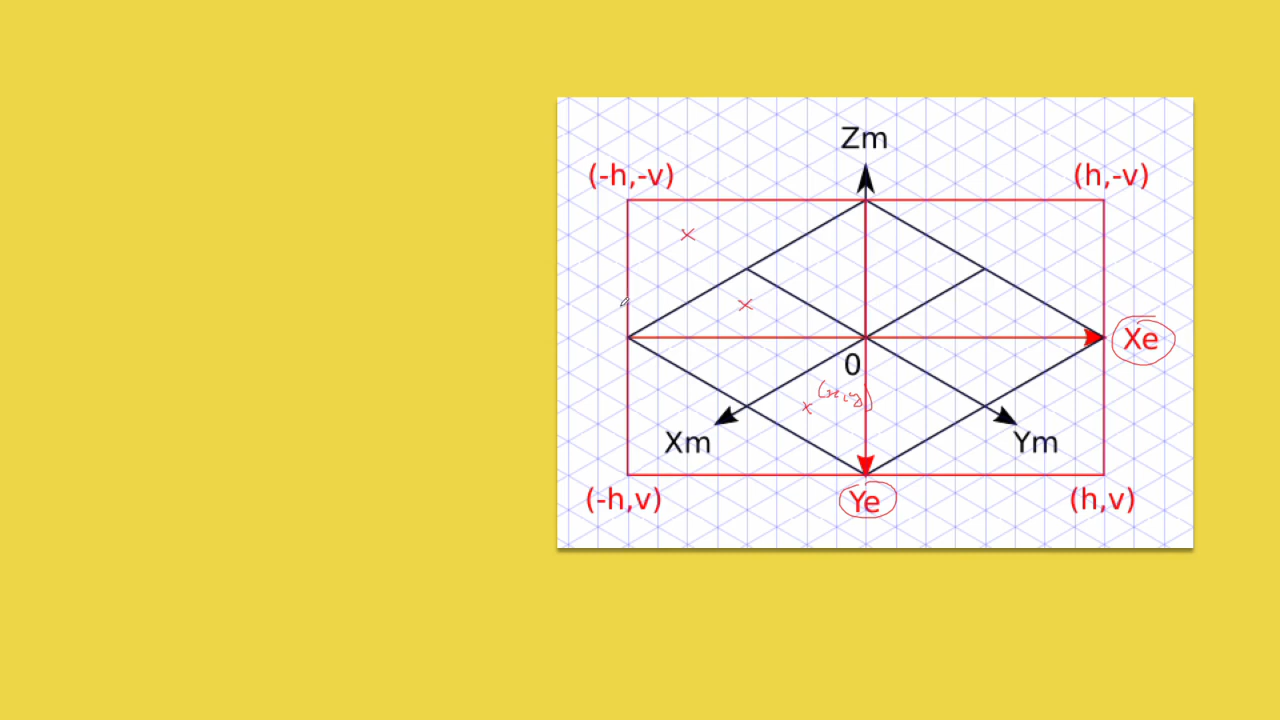 Zm
(-h,-v) (h,-v)
Xe
0
(x,y)
Xm Ym
(-h,v) Ye (h,v)